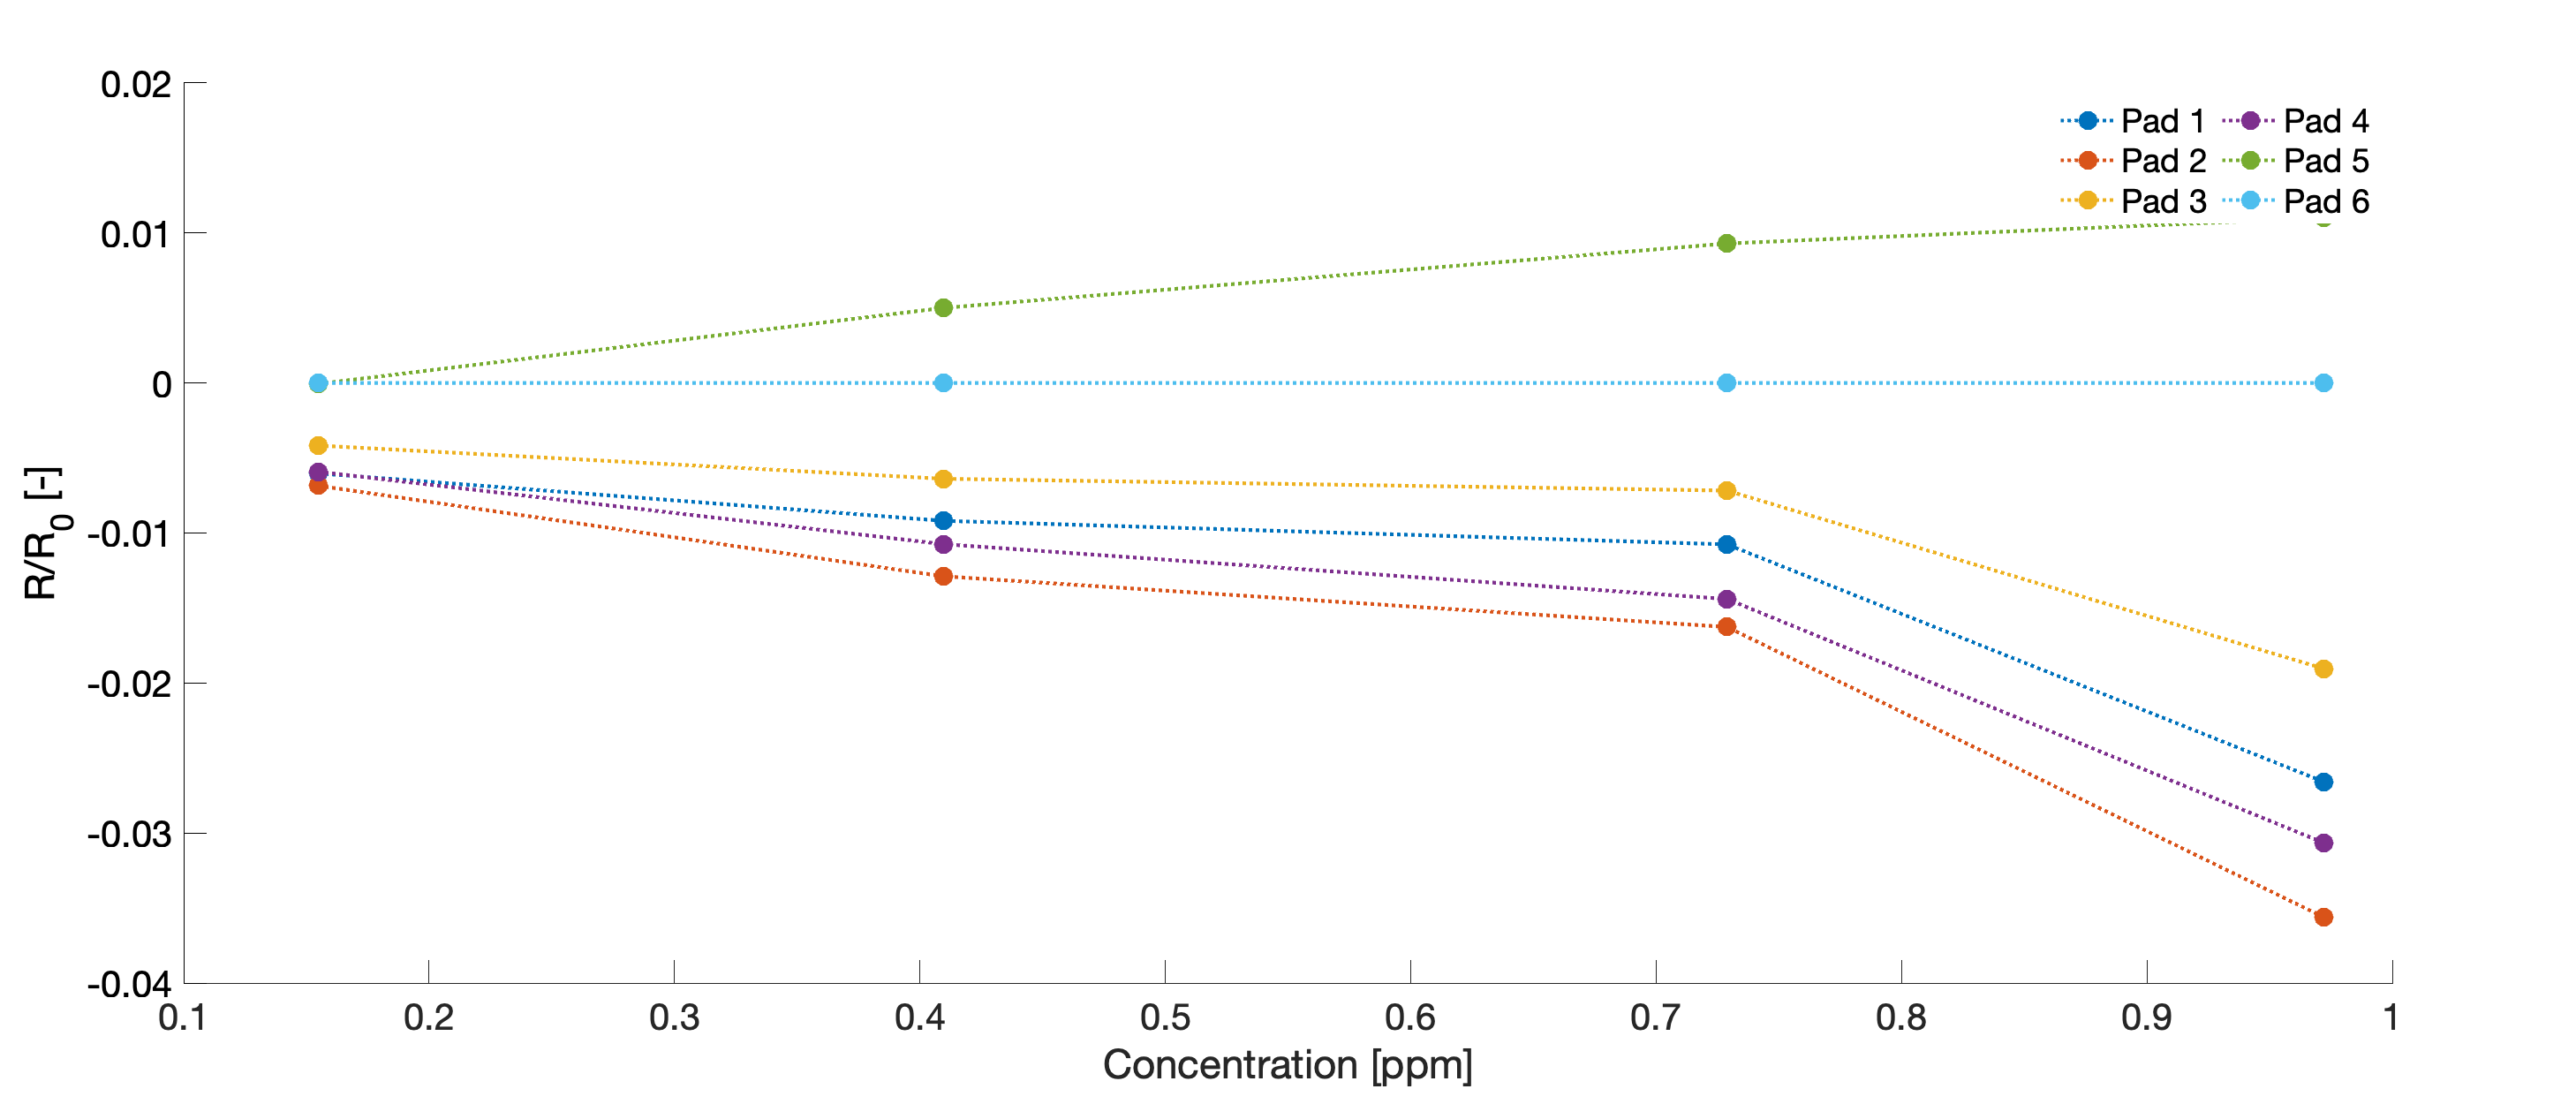 0.02
0.01
0
-0.01
-0.02
-0.03
-0.04
R/R0 [-]
Pad 1 Pad 4
Pad 2 Pad 5
Pad 3 Pad 6
0.1 0.2 0.3 0.4 0.5 0.6 0.7 0.8 0.9 1
Concentration [ppm]